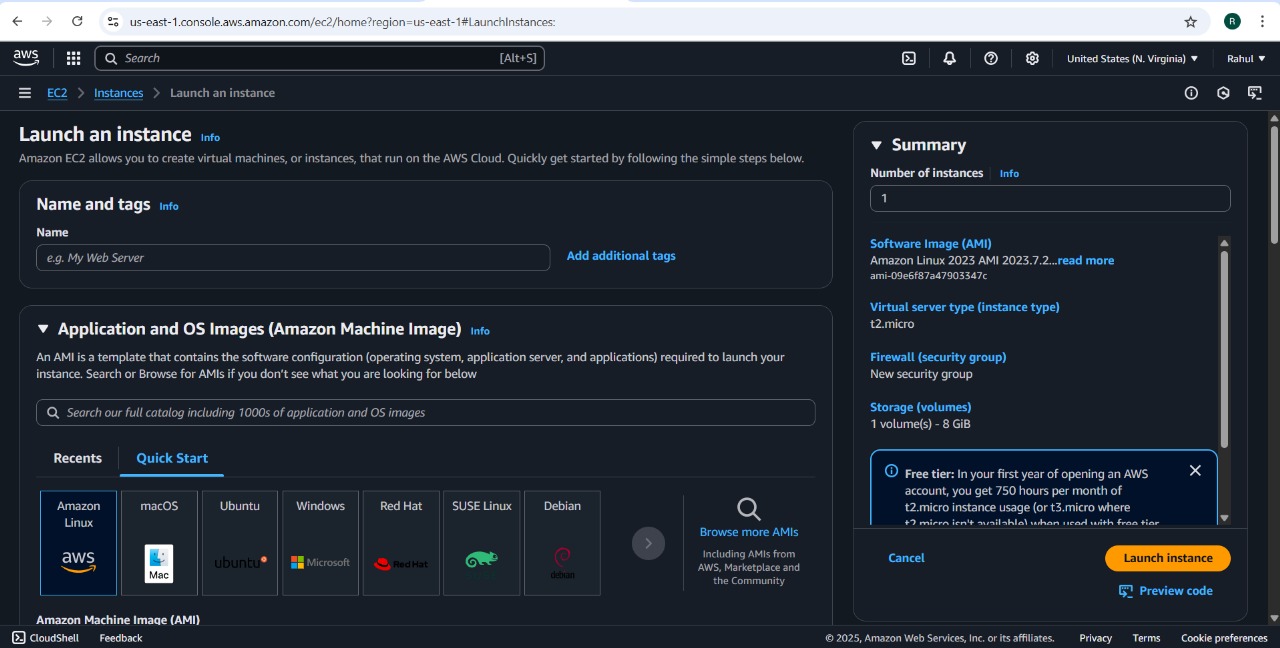 us-east-1.console.aws.amazon.com/ec2/home?region=us-east-1#LaunchInstances:
R
aws
Search
[Alt+S]
United States (N. Virginia) ▼
Rahul ▼
EC2 > Instances > Launch an instance
Launch an instance Info
Amazon EC2 allows you to create virtual machines, or instances, that run on the AWS Cloud. Quickly get started by following the simple steps below.
Name and tags Info
Name
e.g. My Web Server
Add additional tags
▼ Application and OS Images (Amazon Machine Image) Info
An AMI is a template that contains the software configuration (operating system, application server, and applications) required to launch your
instance. Search or Browse for AMIs if you don't see what you are looking for below
Search our full catalog including 1000s of application and OS images
Recents
Quick Start
Amazon
Linux
aws
macOS
Mac
Ubuntu
ubuntu
Windows
Microsoft
Red Hat
Red Hat
SUSE Linux
Debian
debian
Browse more AMIs
Including AMIs from
AWS, Marketplace and
the Community
Amazon Machine Image (AMI)
▼ Summary
Number of instances Info
1
Software Image (AMI)
Amazon Linux 2023 AMI 2023.7.2...read more
ami-09e6f87a47903347c
Virtual server type (instance type)
t2.micro
Firewall (security group)
New security group
Storage (volumes)
1 volume(s) - 8 GiB
Free tier: In your first year of opening an AWS
account, you get 750 hours per month of
t2.micro instance usage (or t3.micro where
t2.micro isn't available) when used with free tier
Cancel
Launch instance
Preview code
CloudShell
Feedback
© 2025, Amazon Web Services, Inc. or its affiliates.
Privacy
Terms
Cookie preferences